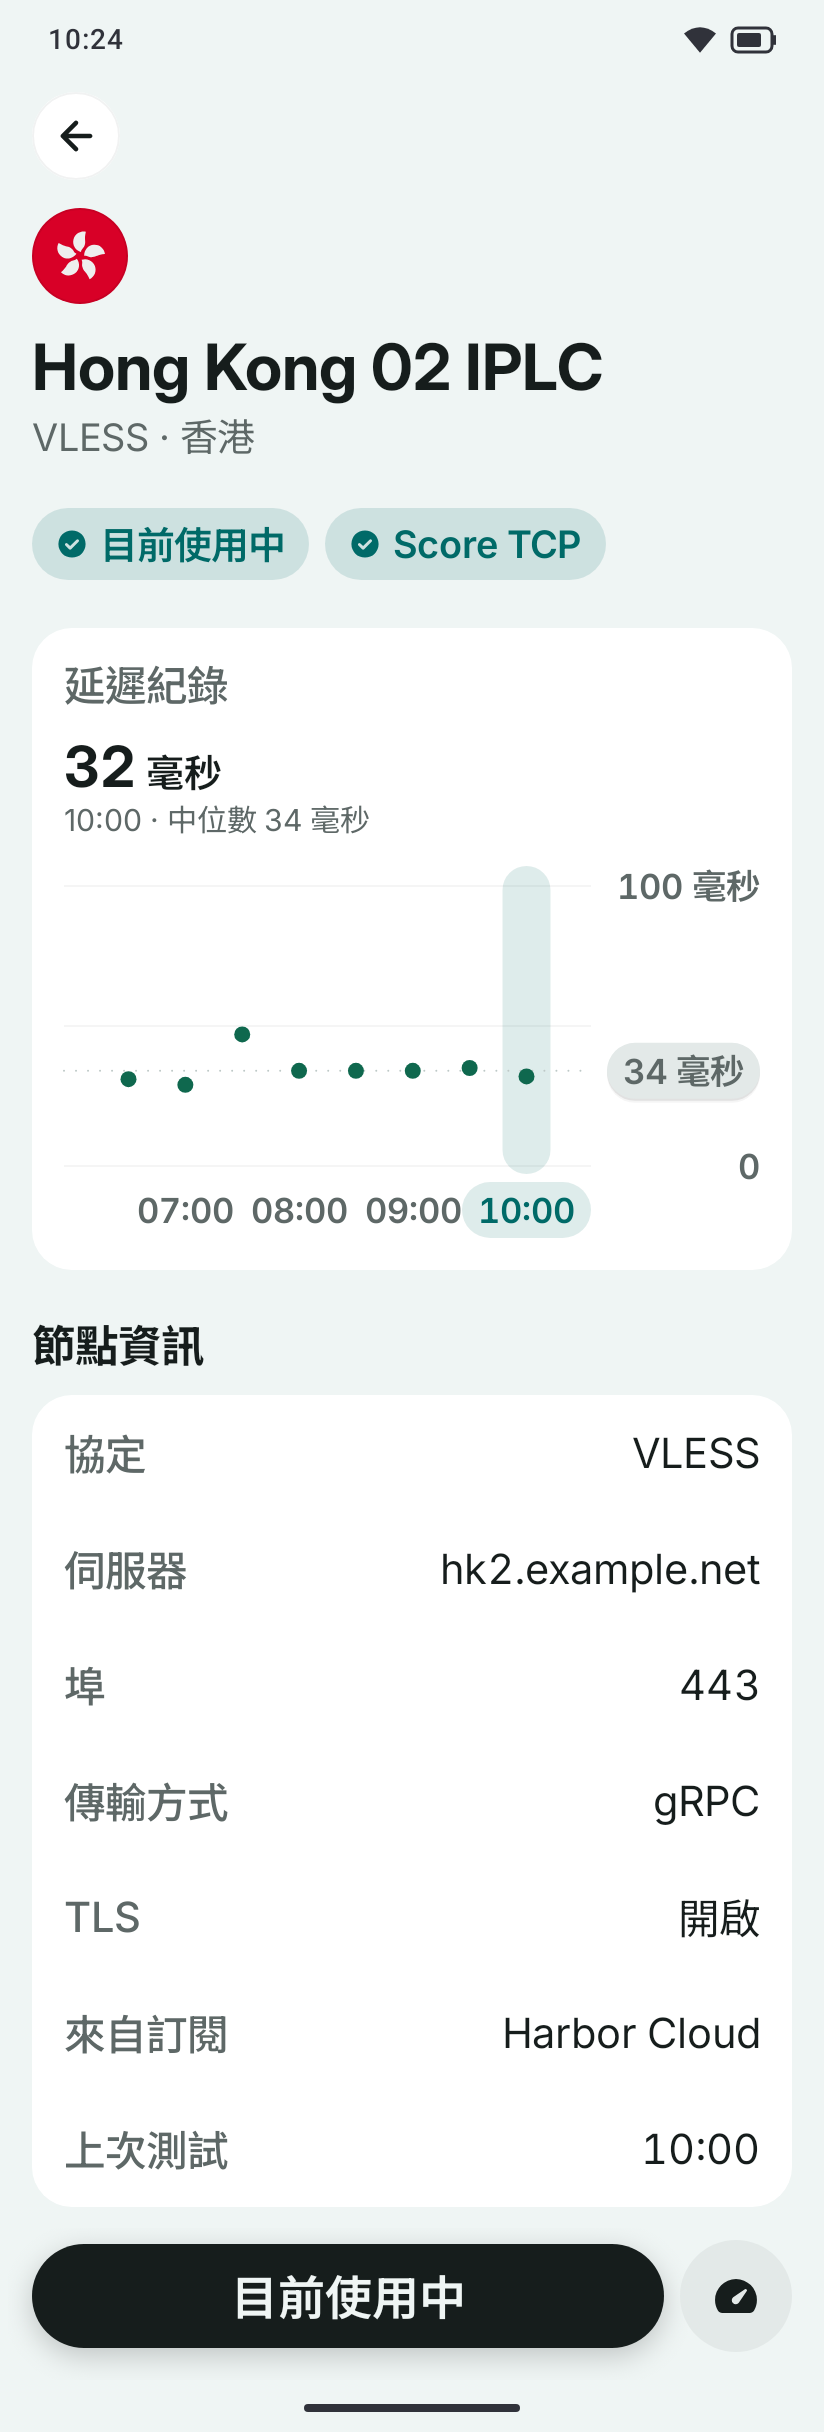 10:24
Hong Kong 02 IPLC
VLESS · 香港
目前使用中
Score TCP
延遲紀錄
32 毫秒
10:00 · 中位數 34 毫秒
100 毫秒
34 毫秒
0
07:00 08:00 09:00 10:00
節點資訊
協定 VLESS
伺服器 hk2.example.net
埠 443
傳輸方式 gRPC
TLS 開啟
來自訂閱 Harbor Cloud
上次測試 10:00
目前使用中